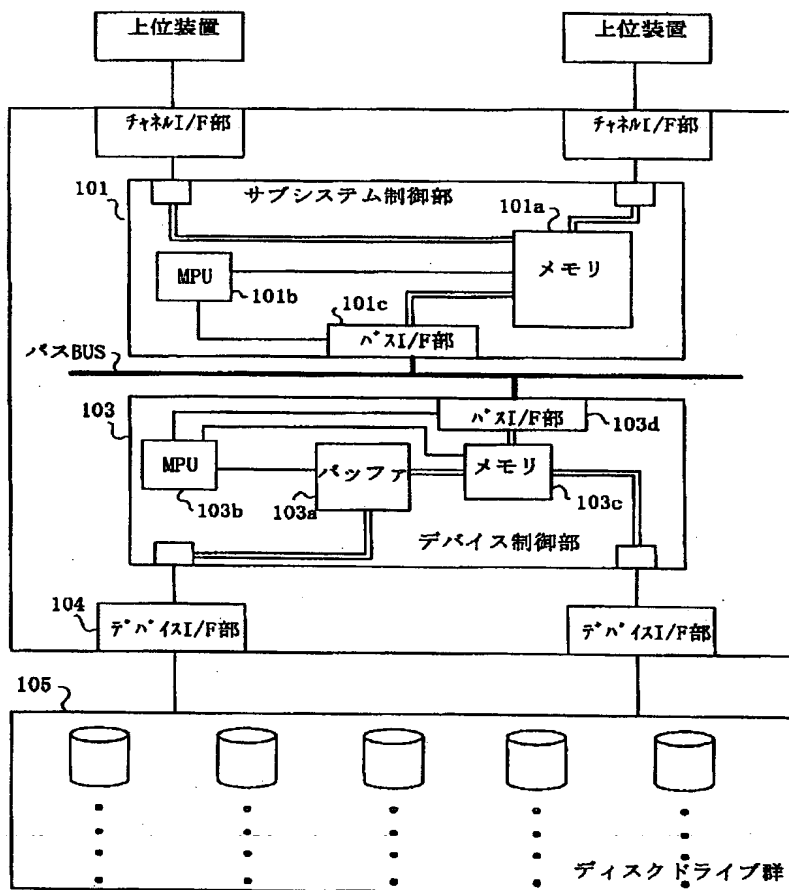 上位装置
上位装置
チャネルI/F部
チャネルI/F部
101
サブシステム制御部
101a
メモリ
MPU
101b
101c
バスI/F部
バスBUS
103
バスI/F部
103d
MPU
バッファ
メモリ
103b
103a
103c
デバイス制御部
104
デバイスI/F部
デバイスI/F部
105
ディスクドライブ群